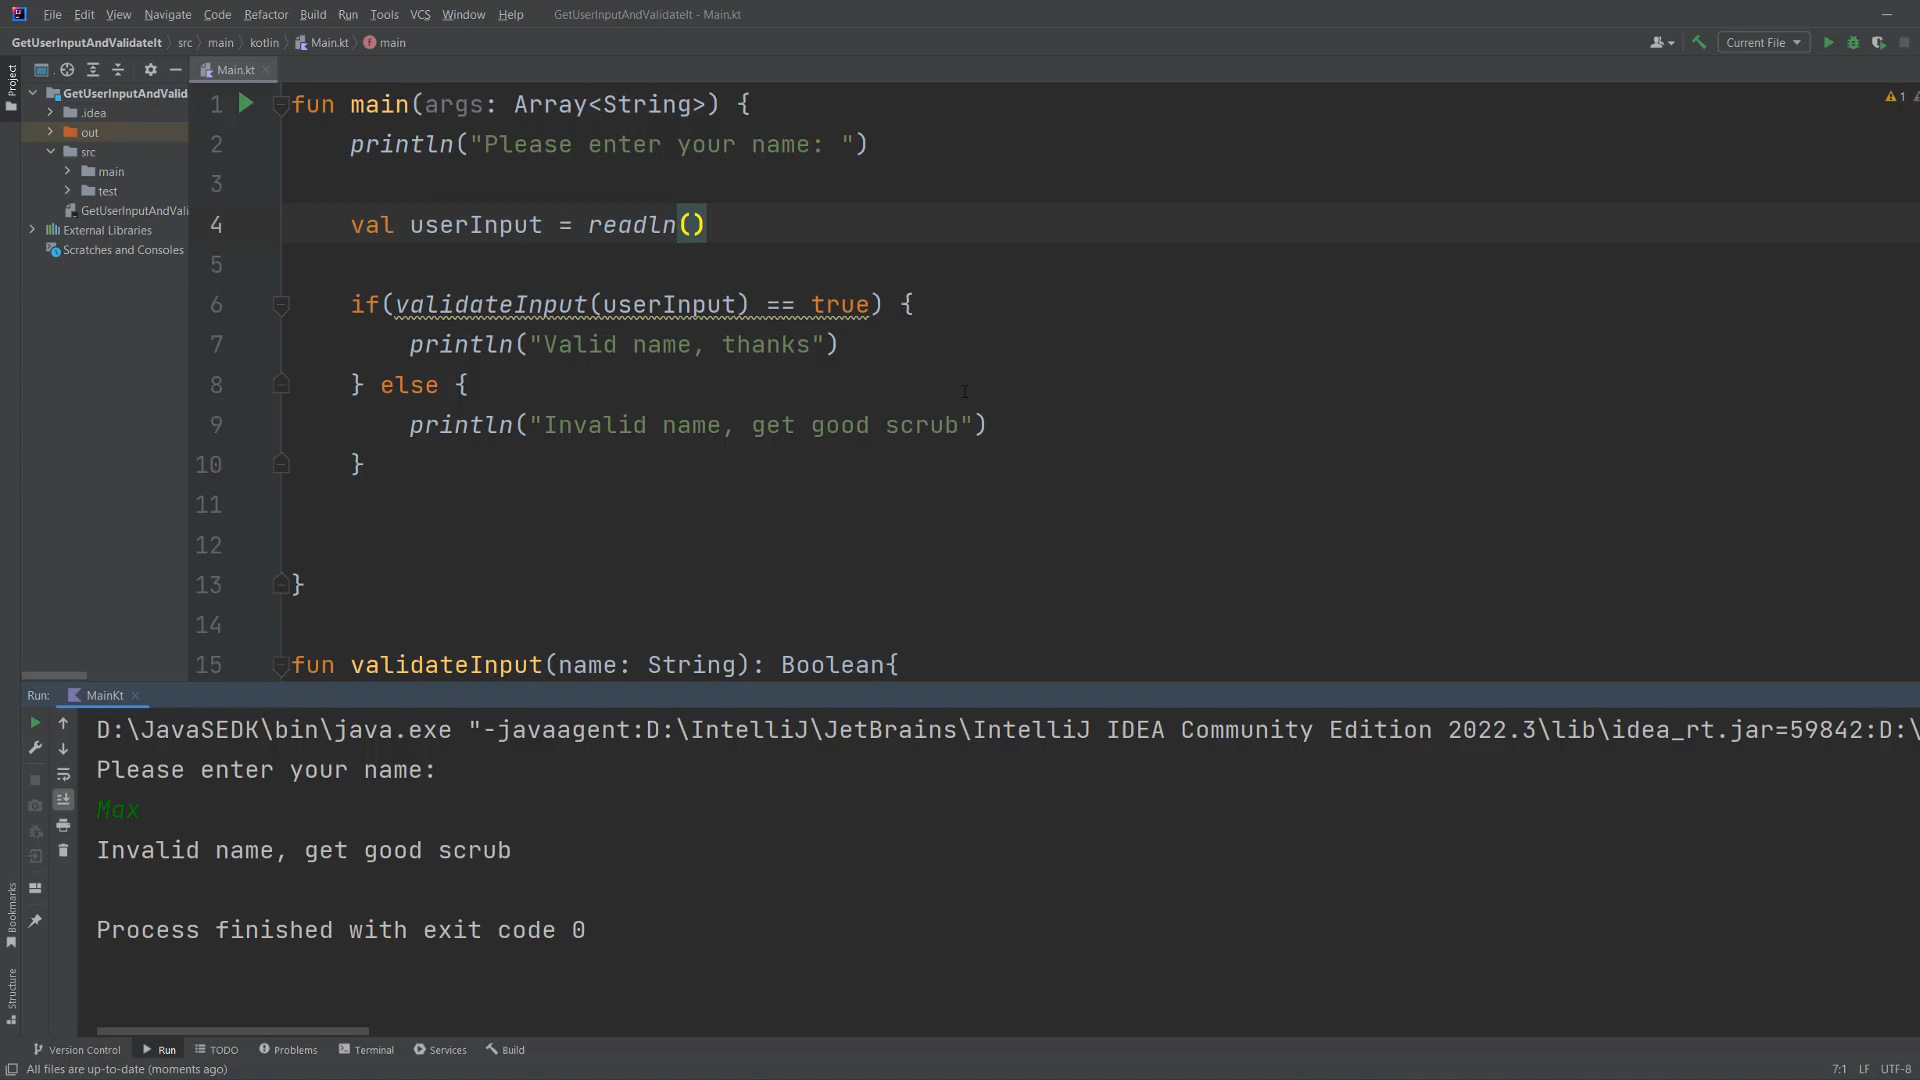 File Edit View Navigate Code Refactor Build Run Tools VCS Window Help GetUserInputAndValidateIt - Main.kt
GetUserInputAndValidateIt src main kotlin Main.kt main Current File
Project
GetUserInputAndValid
.idea
out
src
main
test
GetUserInputAndVali
External Libraries
Scratches and Consoles
Main.kt
1 fun main(args: Array<String>) {
2 println("Please enter your name: ")
3
4 val userInput = readln()
5
6 if(validateInput(userInput) == true) {
7 println("Valid name, thanks")
8 } else {
9 println("Invalid name, get good scrub")
10 }
11
12
13 }
14
15 fun validateInput(name: String): Boolean{
1
Run: MainKt
D:\JavaSEDK\bin\java.exe "-javaagent:D:\IntelliJ\JetBrains\IntelliJ IDEA Community Edition 2022.3\lib\idea_rt.jar=59842:D:\
Please enter your name:
Max
Invalid name, get good scrub
Process finished with exit code 0
Bookmarks
Structure
Version Control Run TODO Problems Terminal Services Build
All files are up-to-date (moments ago) 7:1 LF UTF-8